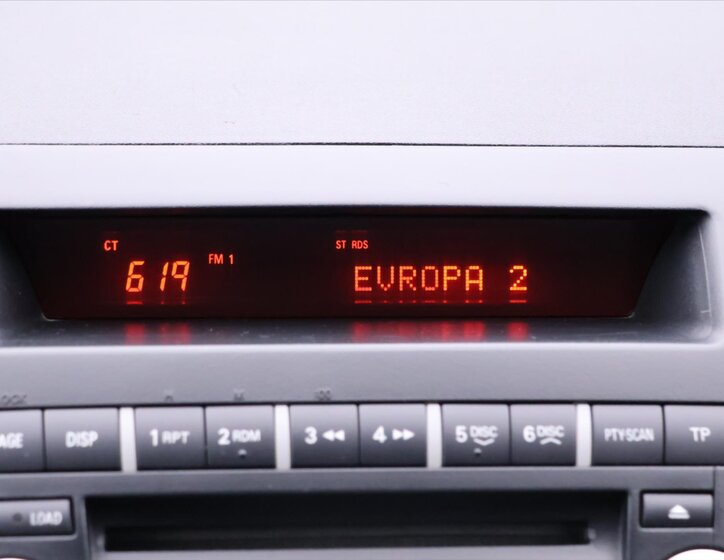 CT
ST RDS
619
FM 1
EVROPA 2
AGE
DISP
1 RPT
2 RDM
3 ◀◀
4 ▶▶
5 DISC
6 DISC
PTY/SCAN
TP
LOAD